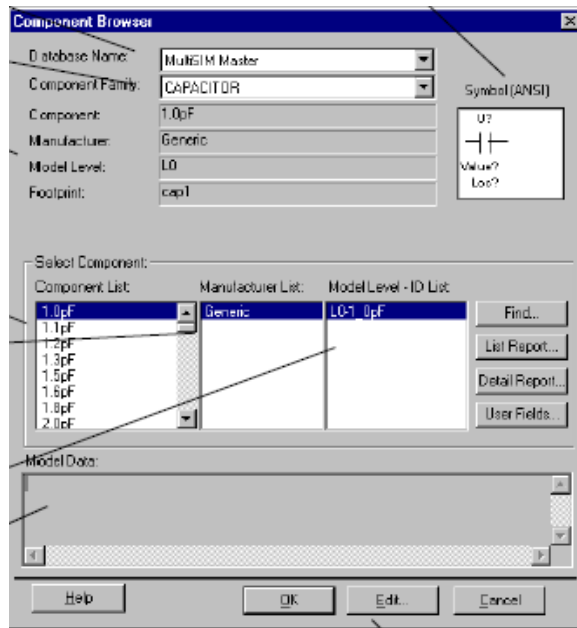 Component Browser
Database Name:
MultiSIM Master
Component Family:
CAPACITOR
Symbol (ANSI)
Component:
1.0pF
U?
Manufacturer:
Generic
Value?
Model Level:
L0
Loc?
Footprint:
cap1
Select Component:
Component List:
Manufacturer List:
Model Level - ID List:
1.0pF
Generic
L0-1_0pF
Find...
1.1pF
1.2pF
List Report...
1.3pF
1.5pF
Detail Report...
1.6pF
1.8pF
User Fields...
2.0pF
Model Data:
Help
OK
Edit...
Cancel